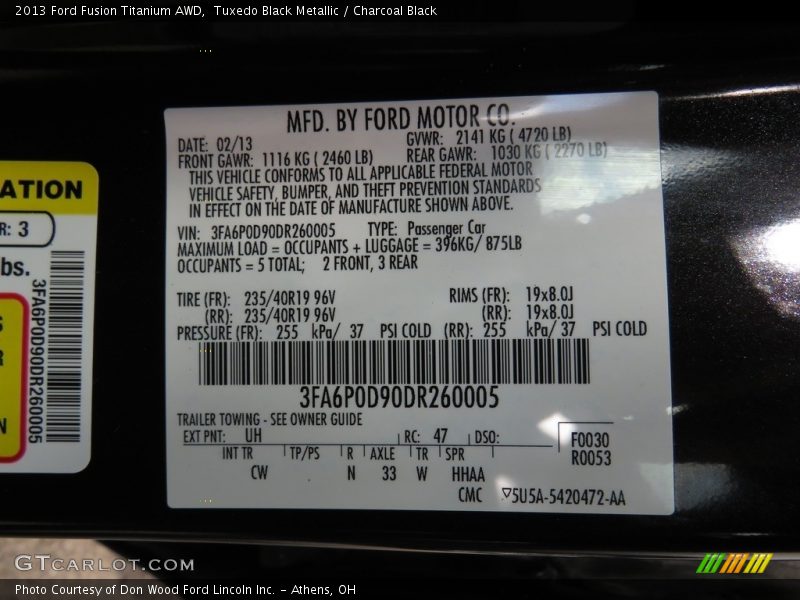 2013 Ford Fusion Titanium AWD,  Tuxedo Black Metallic / Charcoal Black
MFD. BY FORD MOTOR CO.
DATE: 02/13
GVWR: 2141 KG ( 4720 LB)
FRONT GAWR: 1116 KG ( 2460 LB)
REAR GAWR: 1030 KG ( 2270 LB)
THIS VEHICLE CONFORMS TO ALL APPLICABLE FEDERAL MOTOR
VEHICLE SAFETY, BUMPER, AND THEFT PREVENTION STANDARDS
IN EFFECT ON THE DATE OF MANUFACTURE SHOWN ABOVE.
VIN: 3FA6P0D90DR260005 TYPE: Passenger Car
MAXIMUM LOAD = OCCUPANTS + LUGGAGE = 396KG/ 875LB
OCCUPANTS = 5 TOTAL; 2 FRONT, 3 REAR
TIRE (FR): 235/40R19 96V RIMS (FR): 19x8.0J
(RR): 235/40R19 96V (RR): 19x8.0J
PRESSURE (FR): 255 kPa/ 37 PSI COLD (RR): 255 kPa/ 37 PSI COLD
3FA6P0D90DR260005
TRAILER TOWING - SEE OWNER GUIDE
EXT PNT: UH RC: 47 DSO: F0030
R0053
INT TR TP/PS R AXLE TR SPR
CW N 33 W HHAA
CMC ▽5U5A-5420472-AA
ATION
R: 3
bs.
3FA6P0D90DR260005
S
R
N
GTCARLOT.COM
Photo Courtesy of Don Wood Ford Lincoln Inc. - Athens, OH